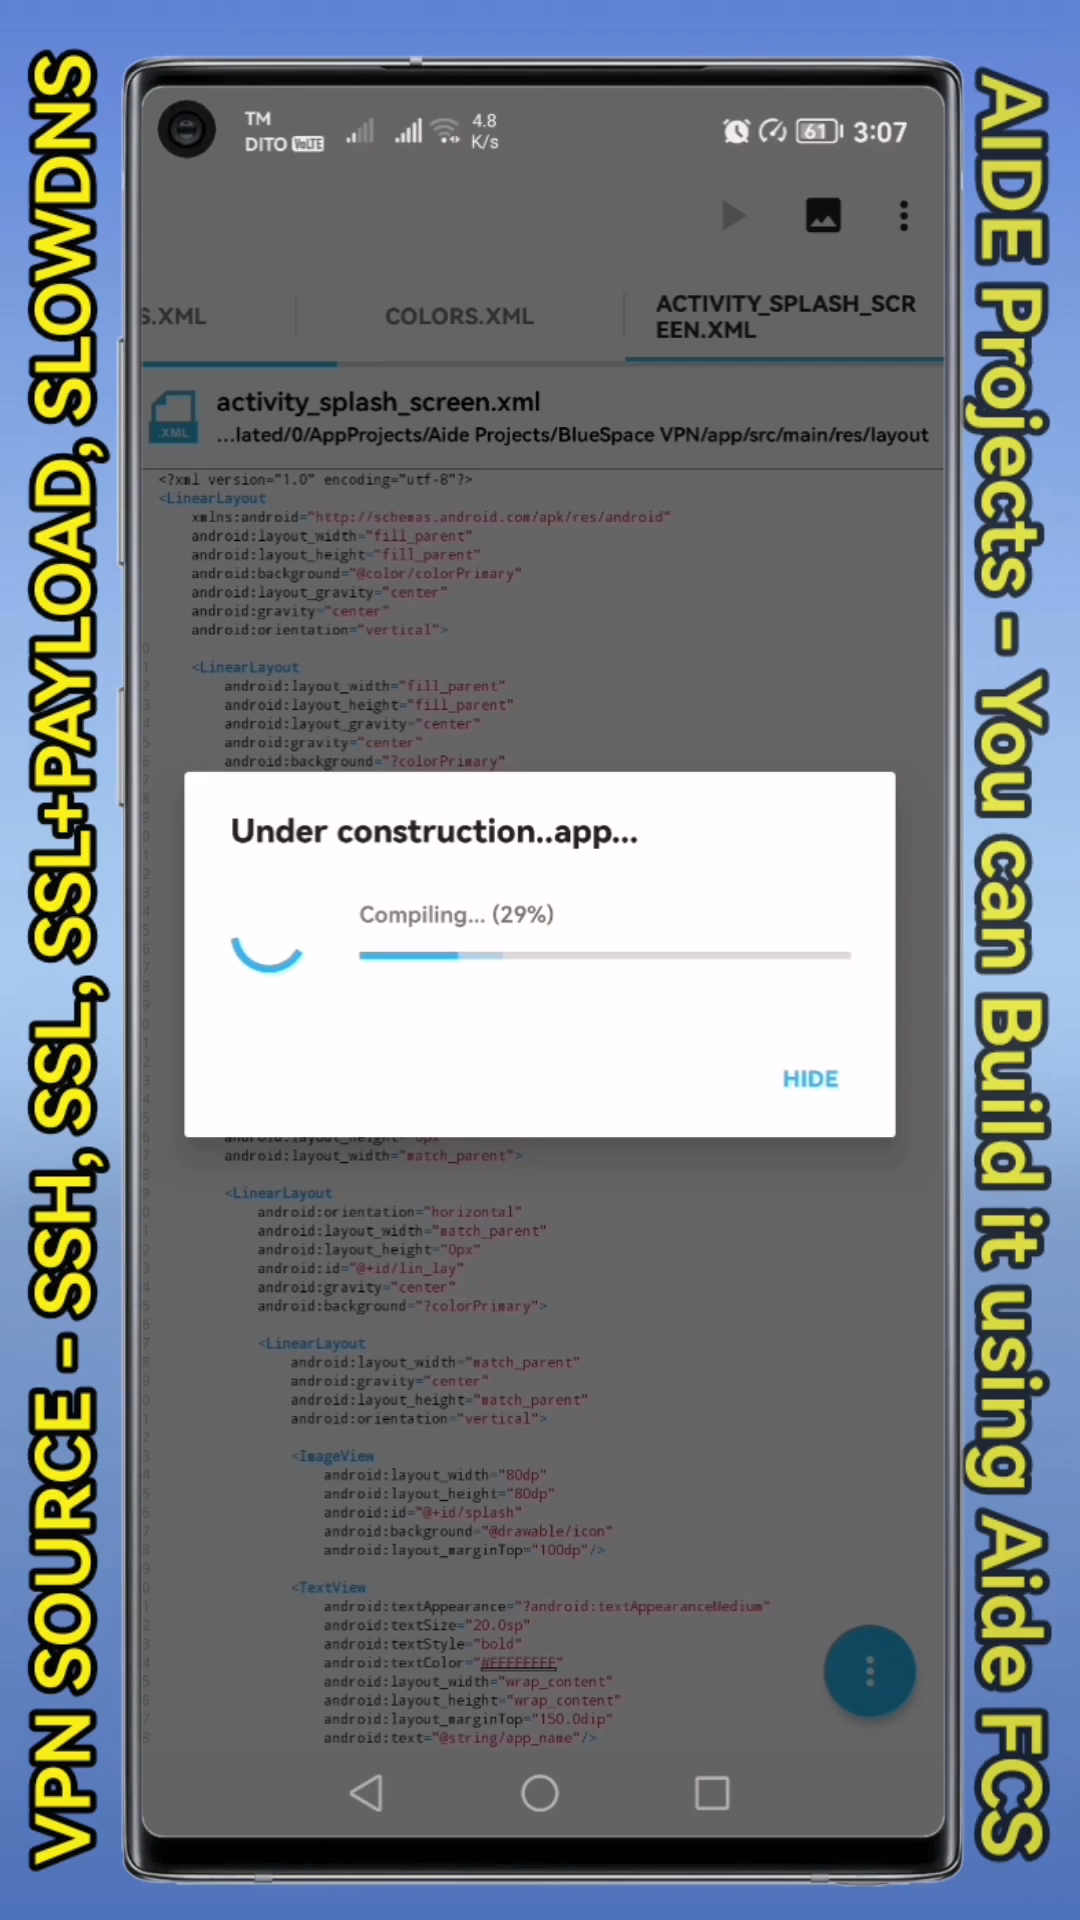 VPN SOURCE - SSH, SSL, SSL+PAYLOAD, SLOWDNS
AIDE Projects - You can Build it using Aide FCS
TM
DITO VoLTE
4.8
K/s
61
3:07
S.XML
COLORS.XML
ACTIVITY_SPLASH_SCR
EEN.XML
.XML
activity_splash_screen.xml
...lated/0/AppProjects/Aide Projects/BlueSpace VPN/app/src/main/res/layout
<?xml version="1.0" encoding="utf-8"?>
<LinearLayout
xmlns:android="http://schemas.android.com/apk/res/android"
android:layout_width="fill_parent"
android:layout_height="fill_parent"
android:background="@color/colorPrimary"
android:layout_gravity="center"
android:gravity="center"
android:orientation="vertical">
<LinearLayout
android:layout_width="fill_parent"
android:layout_height="fill_parent"
android:layout_gravity="center"
android:gravity="center"
android:background="?colorPrimary"
Under construction..app...
Compiling... (29%)
HIDE
android:layout_height="0px"
android:layout_width="match_parent">
<LinearLayout
android:orientation="horizontal"
android:layout_width="match_parent"
android:layout_height="0px"
android:id="@+id/lin_lay"
android:gravity="center"
android:background="?colorPrimary">
<LinearLayout
android:layout_width="match_parent"
android:gravity="center"
android:layout_height="match_parent"
android:orientation="vertical">
<ImageView
android:layout_width="80dp"
android:layout_height="80dp"
android:id="@+id/splash"
android:background="@drawable/icon"
android:layout_marginTop="100dp"/>
<TextView
android:textAppearance="?android:textAppearanceMedium"
android:textSize="20.0sp"
android:textStyle="bold"
android:textColor="#FFFFFFFF"
android:layout_width="wrap_content"
android:layout_height="wrap_content"
android:layout_marginTop="150.0dip"
android:text="@string/app_name"/>